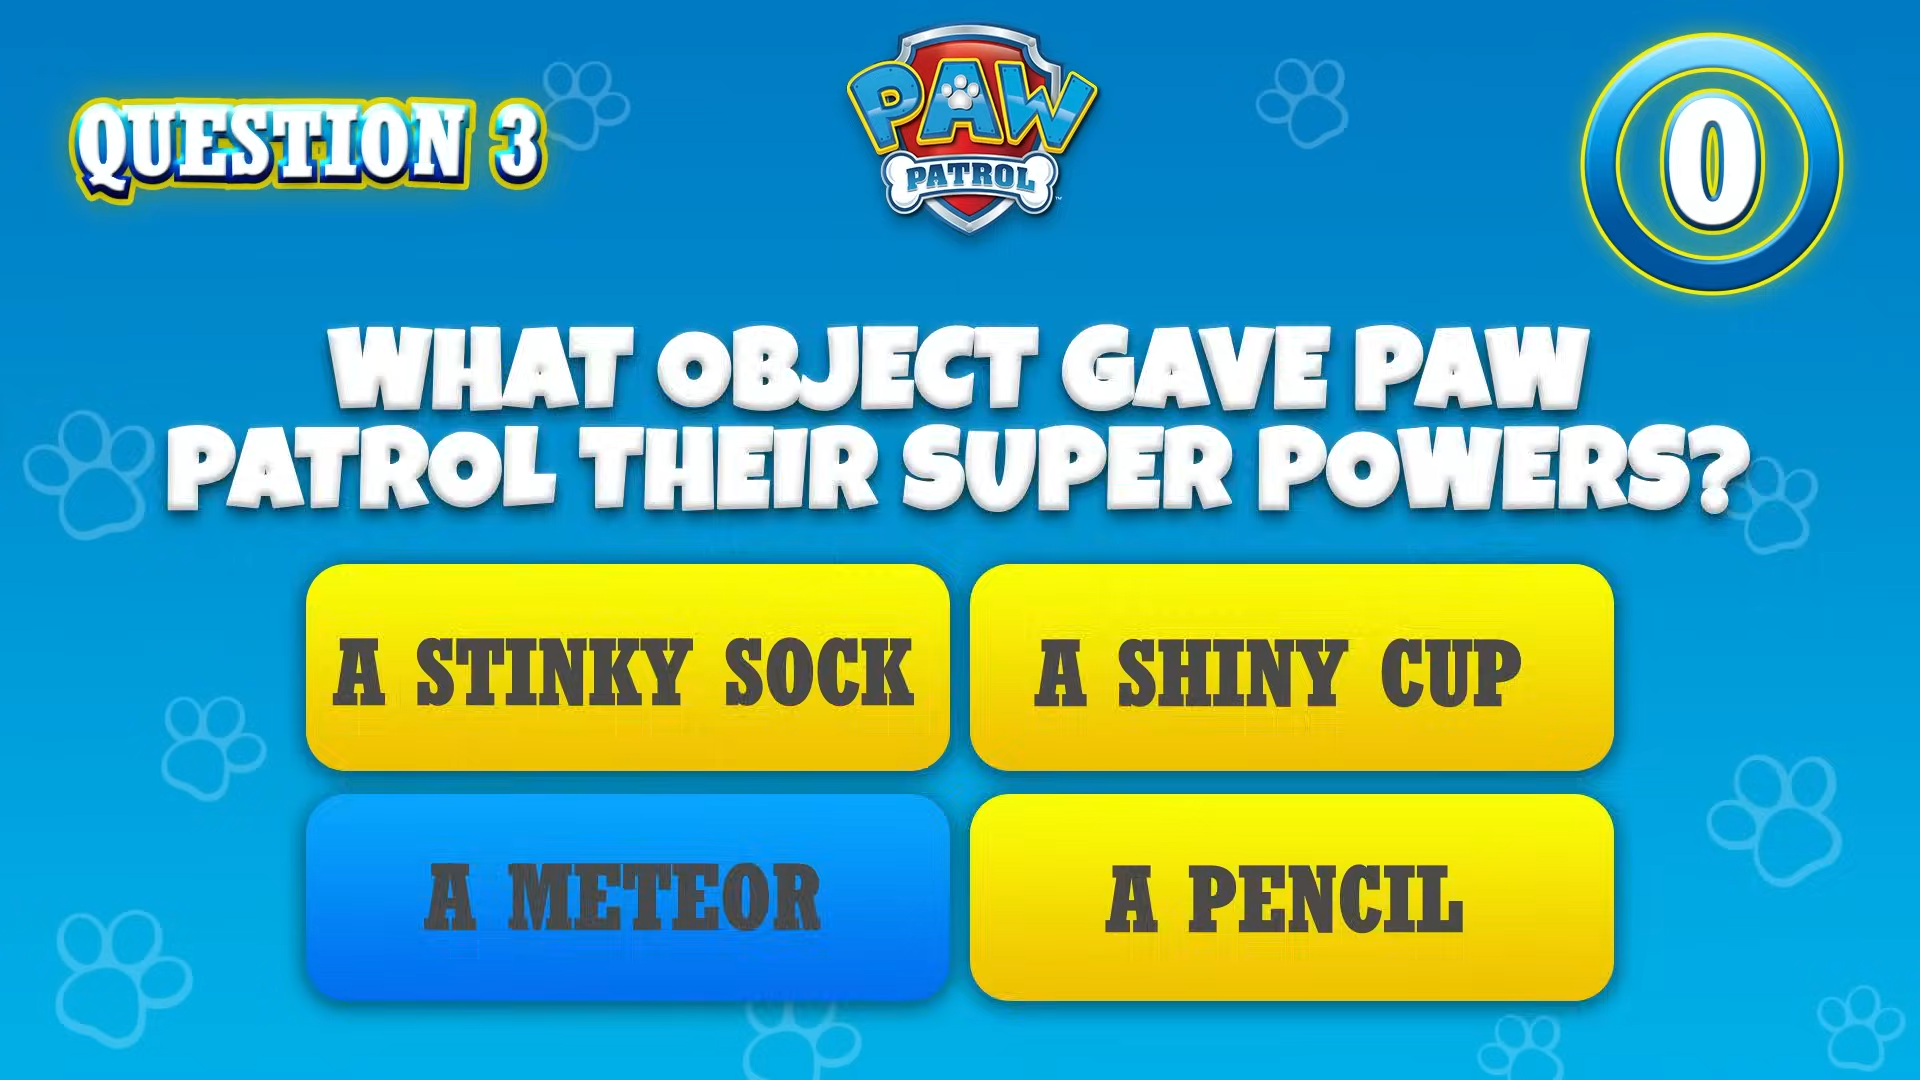 QUESTION 3
PAW
PATROL
0
WHAT OBJECT GAVE PAW
PATROL THEIR SUPER POWERS?
A STINKY SOCK
A SHINY CUP
A METEOR
A PENCIL